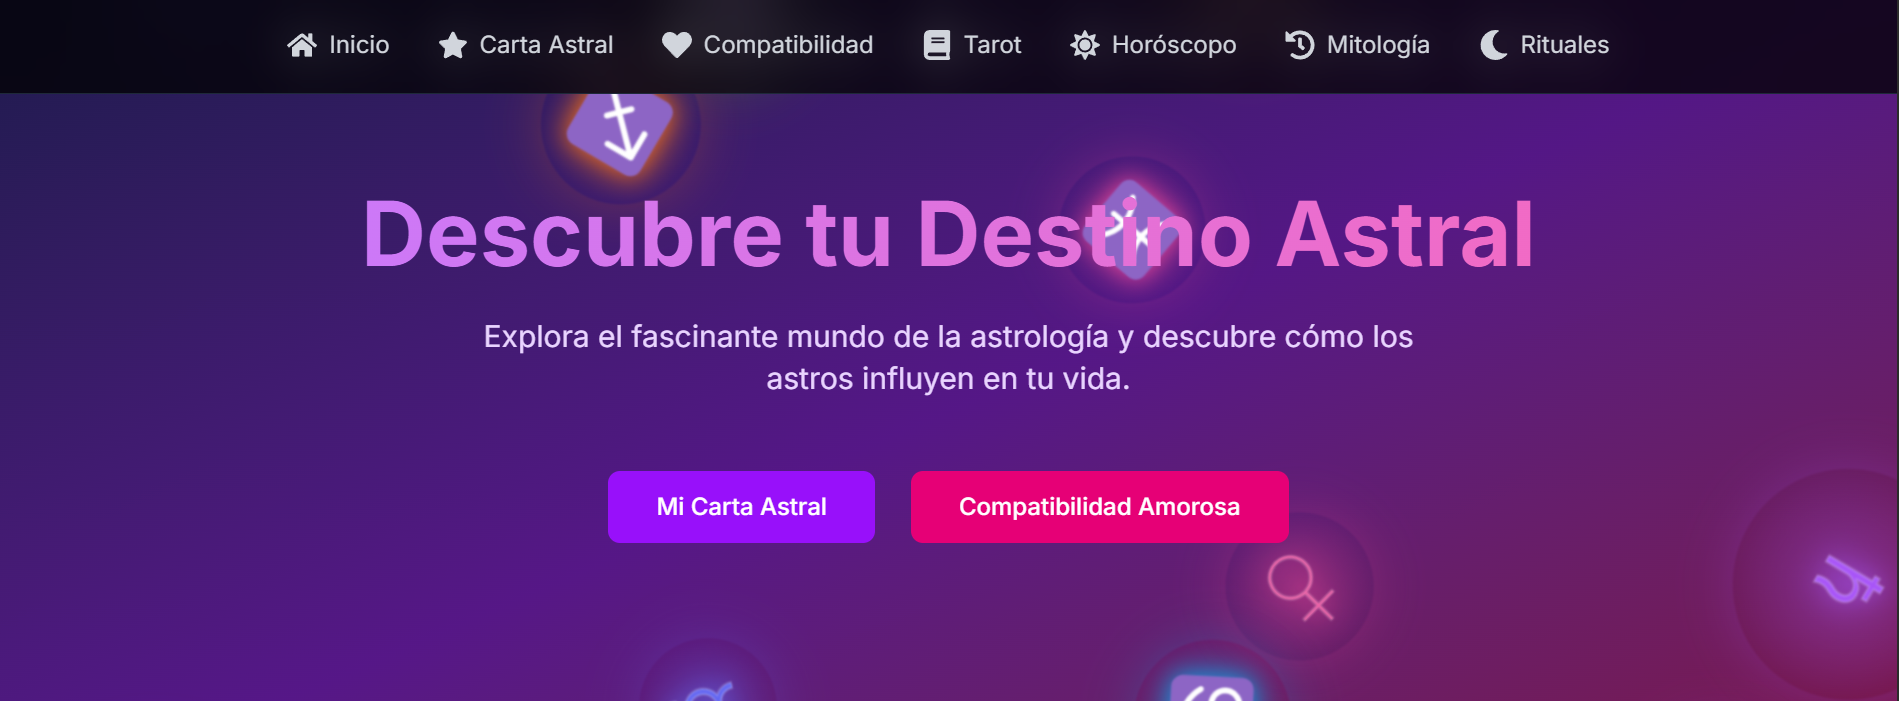 Inicio Carta Astral Compatibilidad Tarot Horóscopo Mitología Rituales
Descubre tu Destino Astral
Explora el fascinante mundo de la astrología y descubre cómo los
astros influyen en tu vida.
Mi Carta Astral Compatibilidad Amorosa